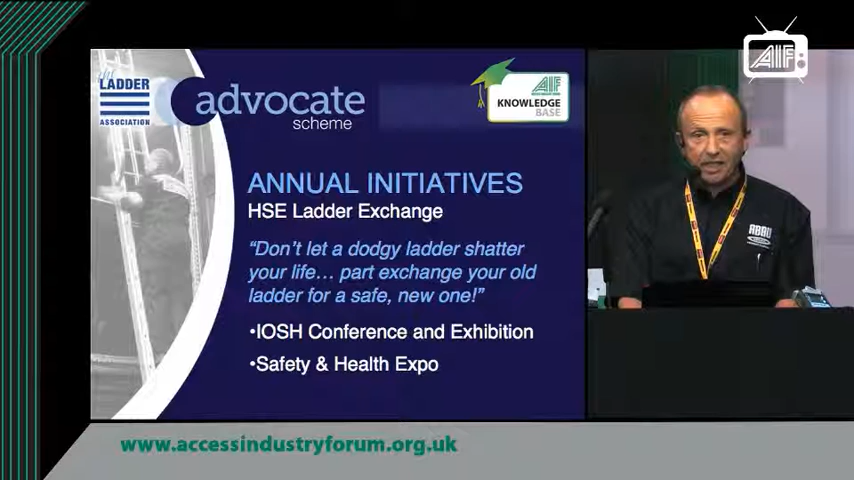 AIF
the
LADDER
ASSOCIATION
advocate
scheme
AIF
KNOWLEDGE
BASE
ANNUAL INITIATIVES
HSE Ladder Exchange
"Don't let a dodgy ladder shatter
your life... part exchange your old
ladder for a safe, new one!"
•IOSH Conference and Exhibition
•Safety & Health Expo
ABRU
www.accessindustryforum.org.uk